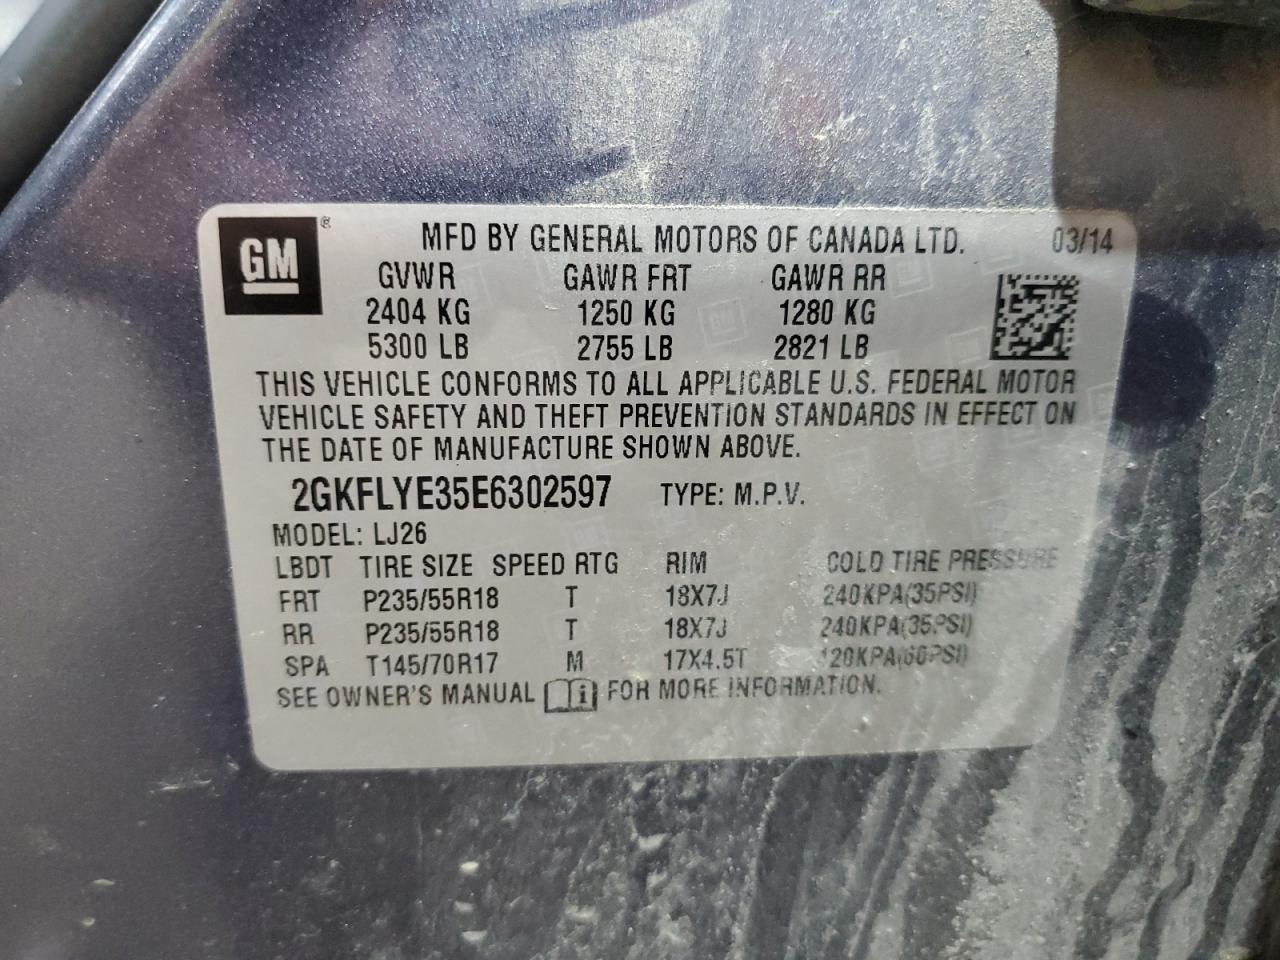 GM ® MFD BY GENERAL MOTORS OF CANADA LTD. 03/14
GVWR GAWR FRT GAWR RR
2404 KG 1250 KG 1280 KG
5300 LB 2755 LB 2821 LB
THIS VEHICLE CONFORMS TO ALL APPLICABLE U.S. FEDERAL MOTOR
VEHICLE SAFETY AND THEFT PREVENTION STANDARDS IN EFFECT ON
THE DATE OF MANUFACTURE SHOWN ABOVE.
2GKFLYE35E6302597 TYPE: M.P.V.
MODEL: LJ26
LBDT TIRE SIZE SPEED RTG RIM COLD TIRE PRESSURE
FRT P235/55R18 T 18X7J 240KPA(35PSI)
RR P235/55R18 T 18X7J 240KPA(35PSI)
SPA T145/70R17 M 17X4.5T 420KPA(60PSI)
SEE OWNER'S MANUAL i FOR MORE INFORMATION.